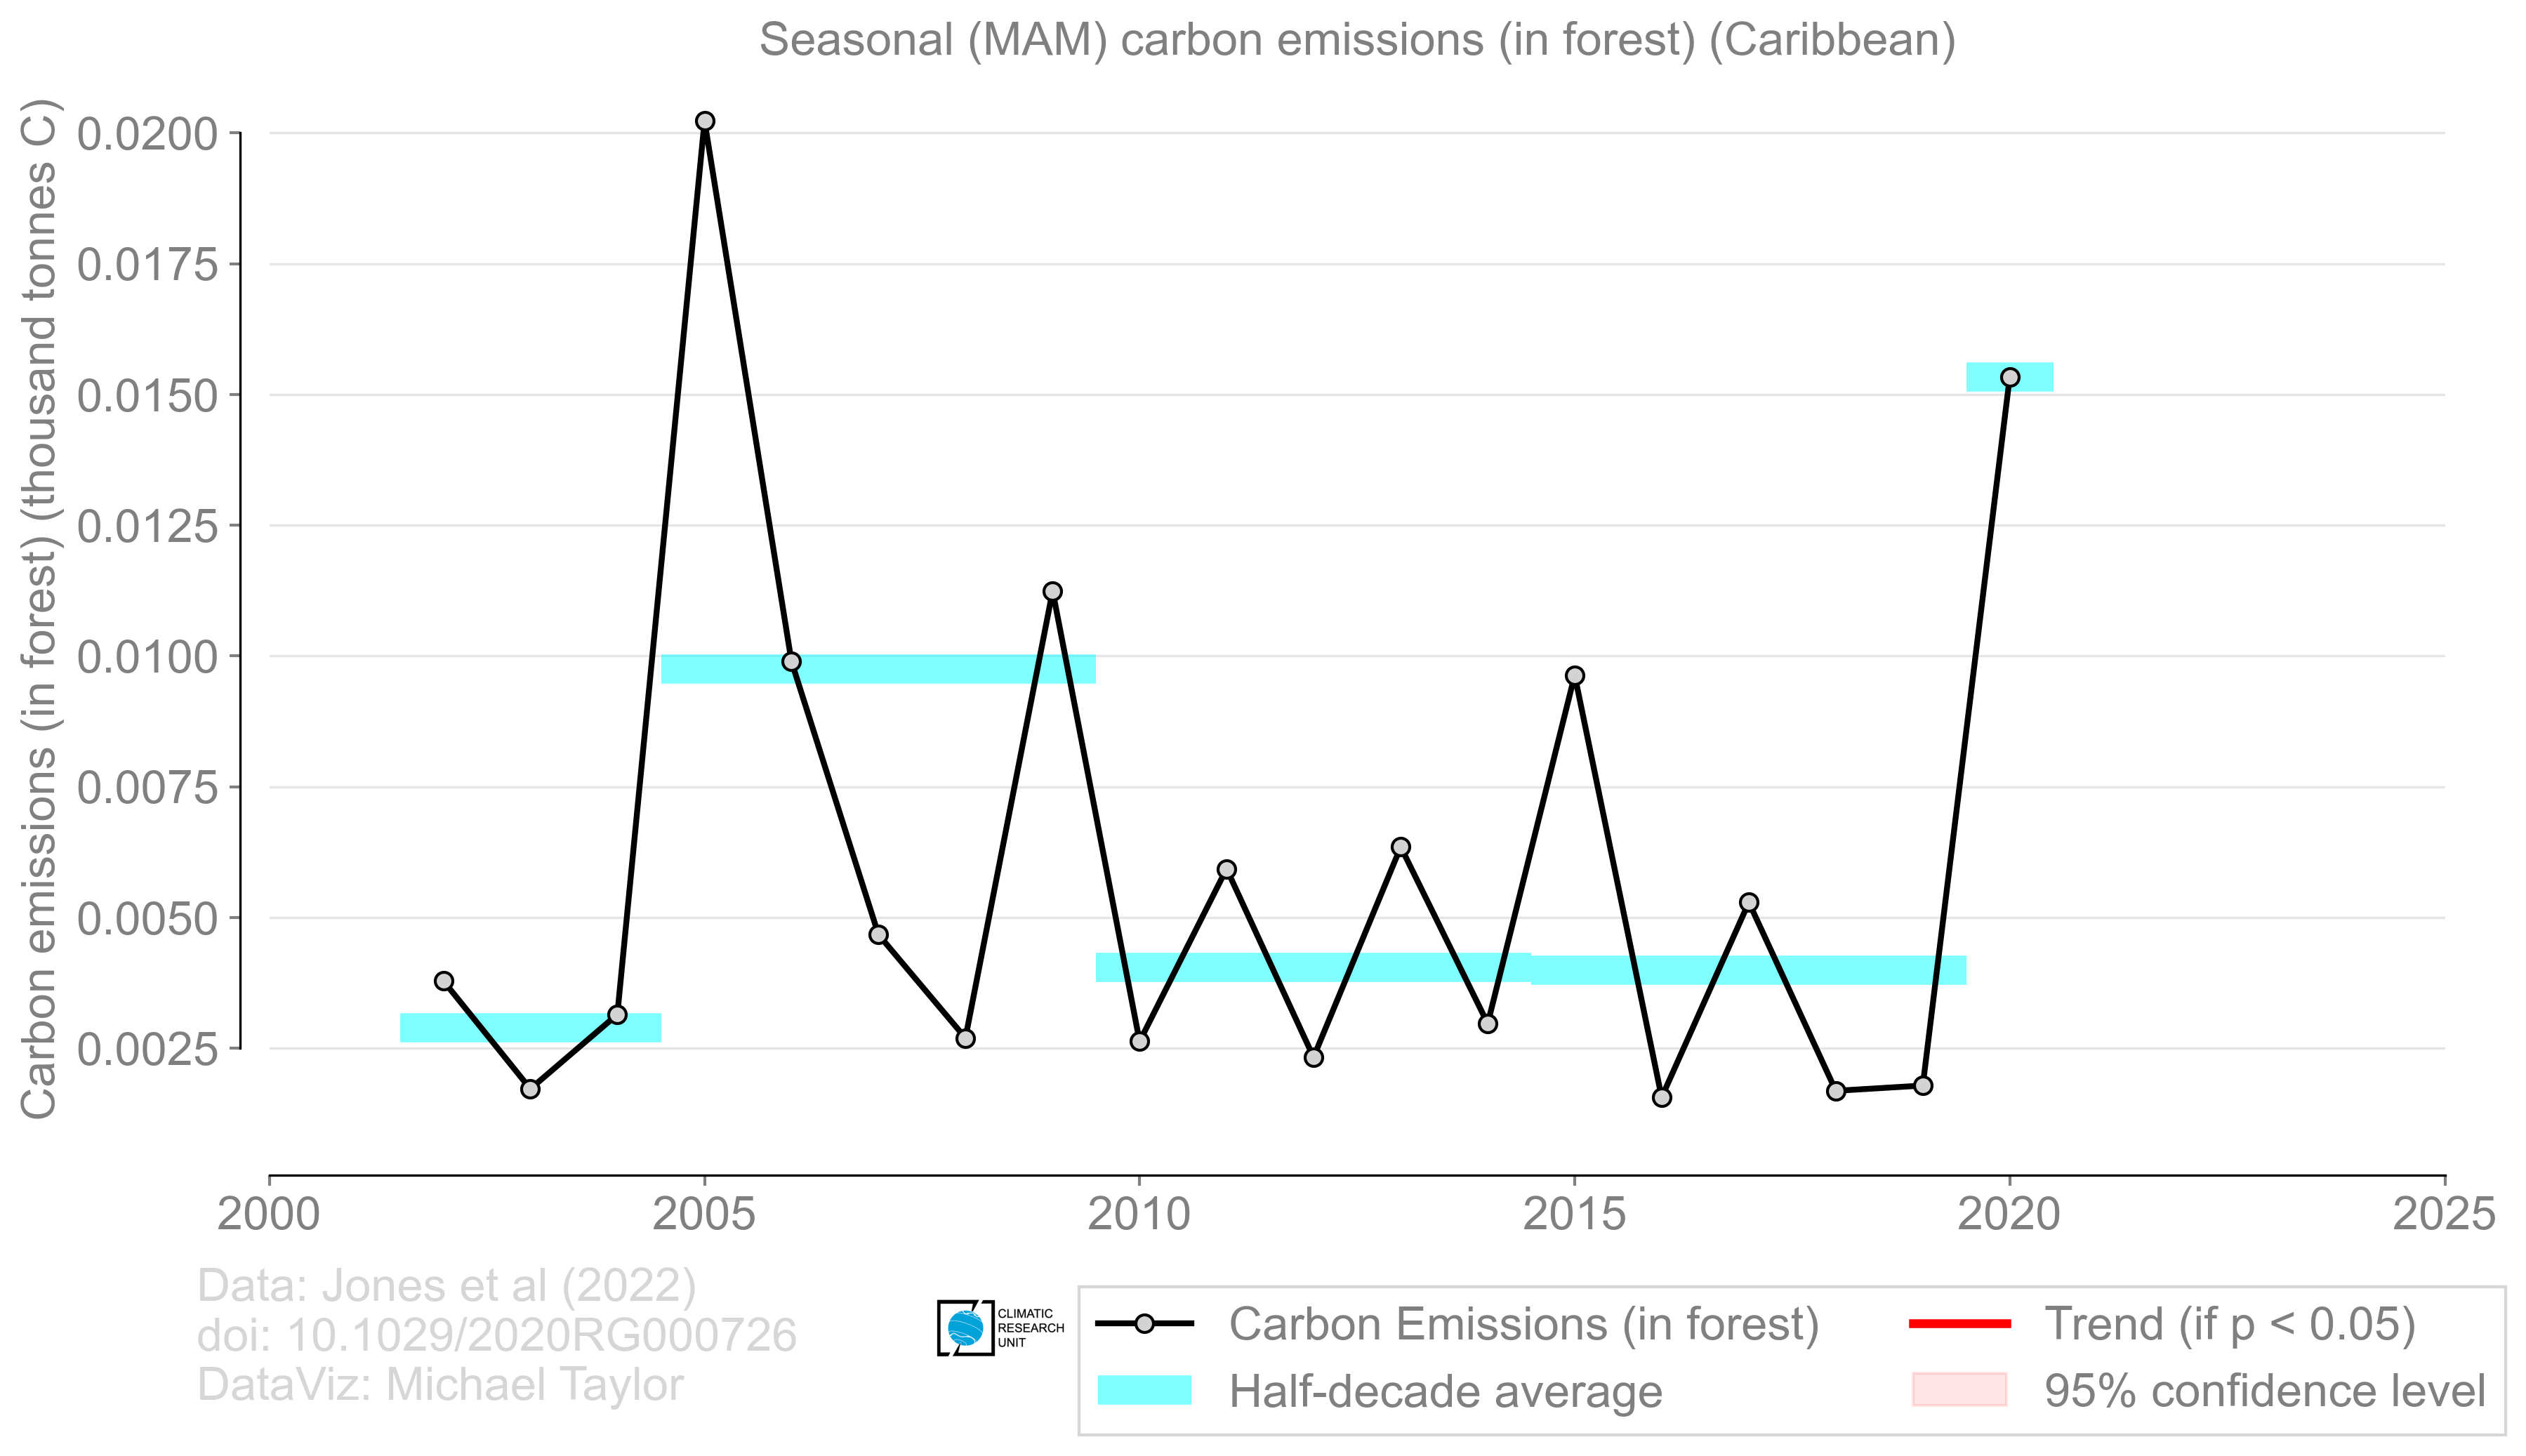 Seasonal (MAM) carbon emissions (in forest) (Caribbean)
Carbon emissions (in forest) (thousand tonnes C)
0.0200
0.0175
0.0150
0.0125
0.0100
0.0075
0.0050
0.0025
2000 2005 2010 2015 2020 2025
Data: Jones et al (2022)
doi: 10.1029/2020RG000726
DataViz: Michael Taylor
CLIMATIC
RESEARCH
UNIT
Carbon Emissions (in forest)
Half-decade average
Trend (if p < 0.05)
95% confidence level